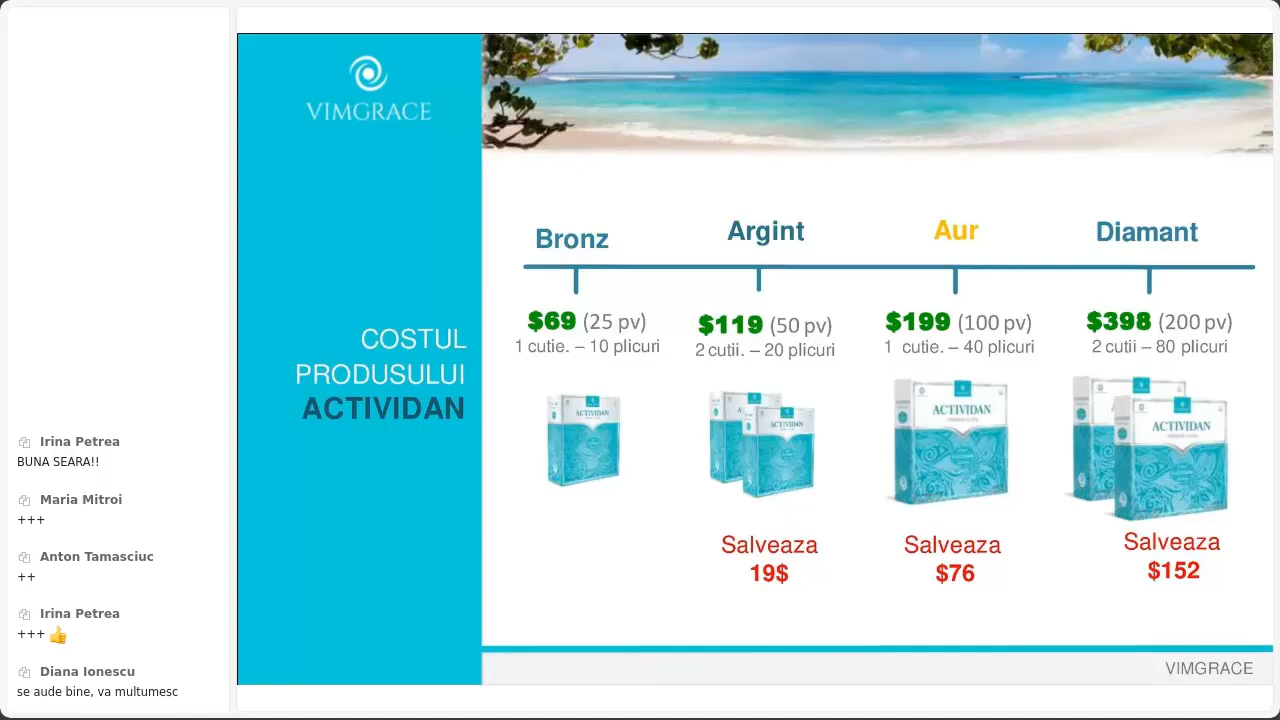 Irina Petrea
BUNA SEARA!!
Maria Mitroi
+++
Anton Tamasciuc
++
Irina Petrea
+++ 👍
Diana Ionescu
se aude bine, va multumesc
VIMGRACE
COSTUL
PRODUSULUI
ACTIVIDAN
Bronz
Argint
Aur
Diamant
$69 (25 pv)
1 cutie. – 10 plicuri
$119 (50 pv)
2 cutii. – 20 plicuri
$199 (100 pv)
1 cutie. – 40 plicuri
$398 (200 pv)
2 cutii – 80 plicuri
ACTIVIDAN
ACTIVIDAN
ACTIVIDAN
ACTIVIDAN
Salveaza
19$
Salveaza
$76
Salveaza
$152
VIMGRACE